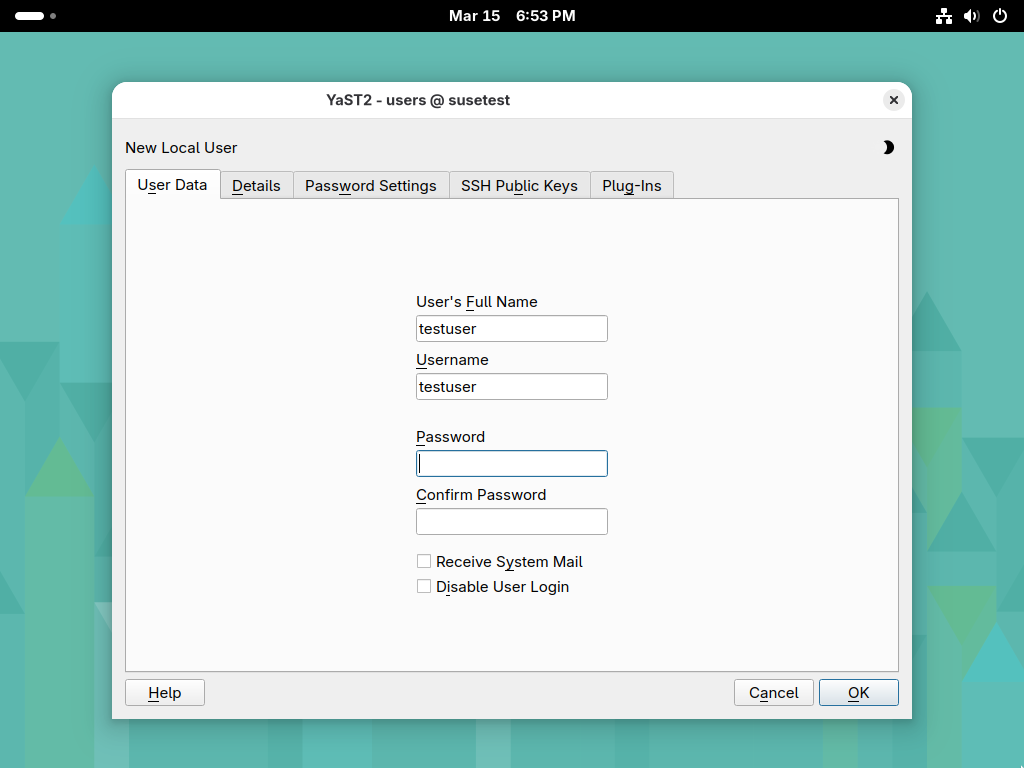 Mar 15 6:53 PM
YaST2 - users @ susetest
New Local User
User Data Details Password Settings SSH Public Keys Plug-Ins
User's Full Name
testuser
Username
testuser
Password
Confirm Password
Receive System Mail
Disable User Login
Help Cancel OK